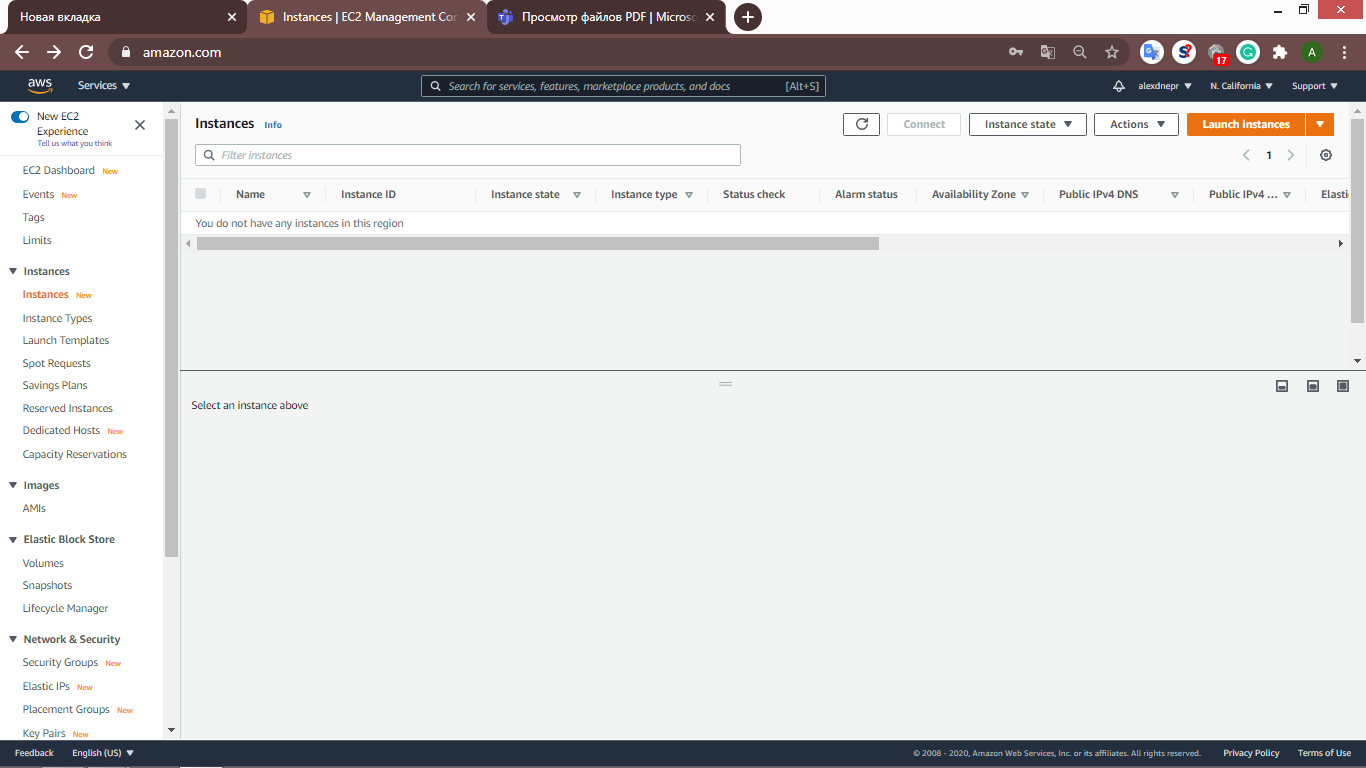 Новая вкладка
Instances | EC2 Management Cor
Просмотр файлов PDF | Microso
amazon.com
17
A
aws
Services
Search for services, features, marketplace products, and docs
[Alt+S]
alexdnepr
N. California
Support
New EC2
Experience
Tell us what you think
EC2 Dashboard New
Events New
Tags
Limits
Instances
Instances New
Instance Types
Launch Templates
Spot Requests
Savings Plans
Reserved Instances
Dedicated Hosts New
Capacity Reservations
Images
AMIs
Elastic Block Store
Volumes
Snapshots
Lifecycle Manager
Network & Security
Security Groups New
Elastic IPs New
Placement Groups New
Key Pairs New
Instances Info
Connect
Instance state
Actions
Launch instances
Filter instances
1
Name
Instance ID
Instance state
Instance type
Status check
Alarm status
Availability Zone
Public IPv4 DNS
Public IPv4 ...
Elasti
You do not have any instances in this region
Select an instance above
Feedback
English (US)
© 2008 - 2020, Amazon Web Services, Inc. or its affiliates. All rights reserved.
Privacy Policy
Terms of Use